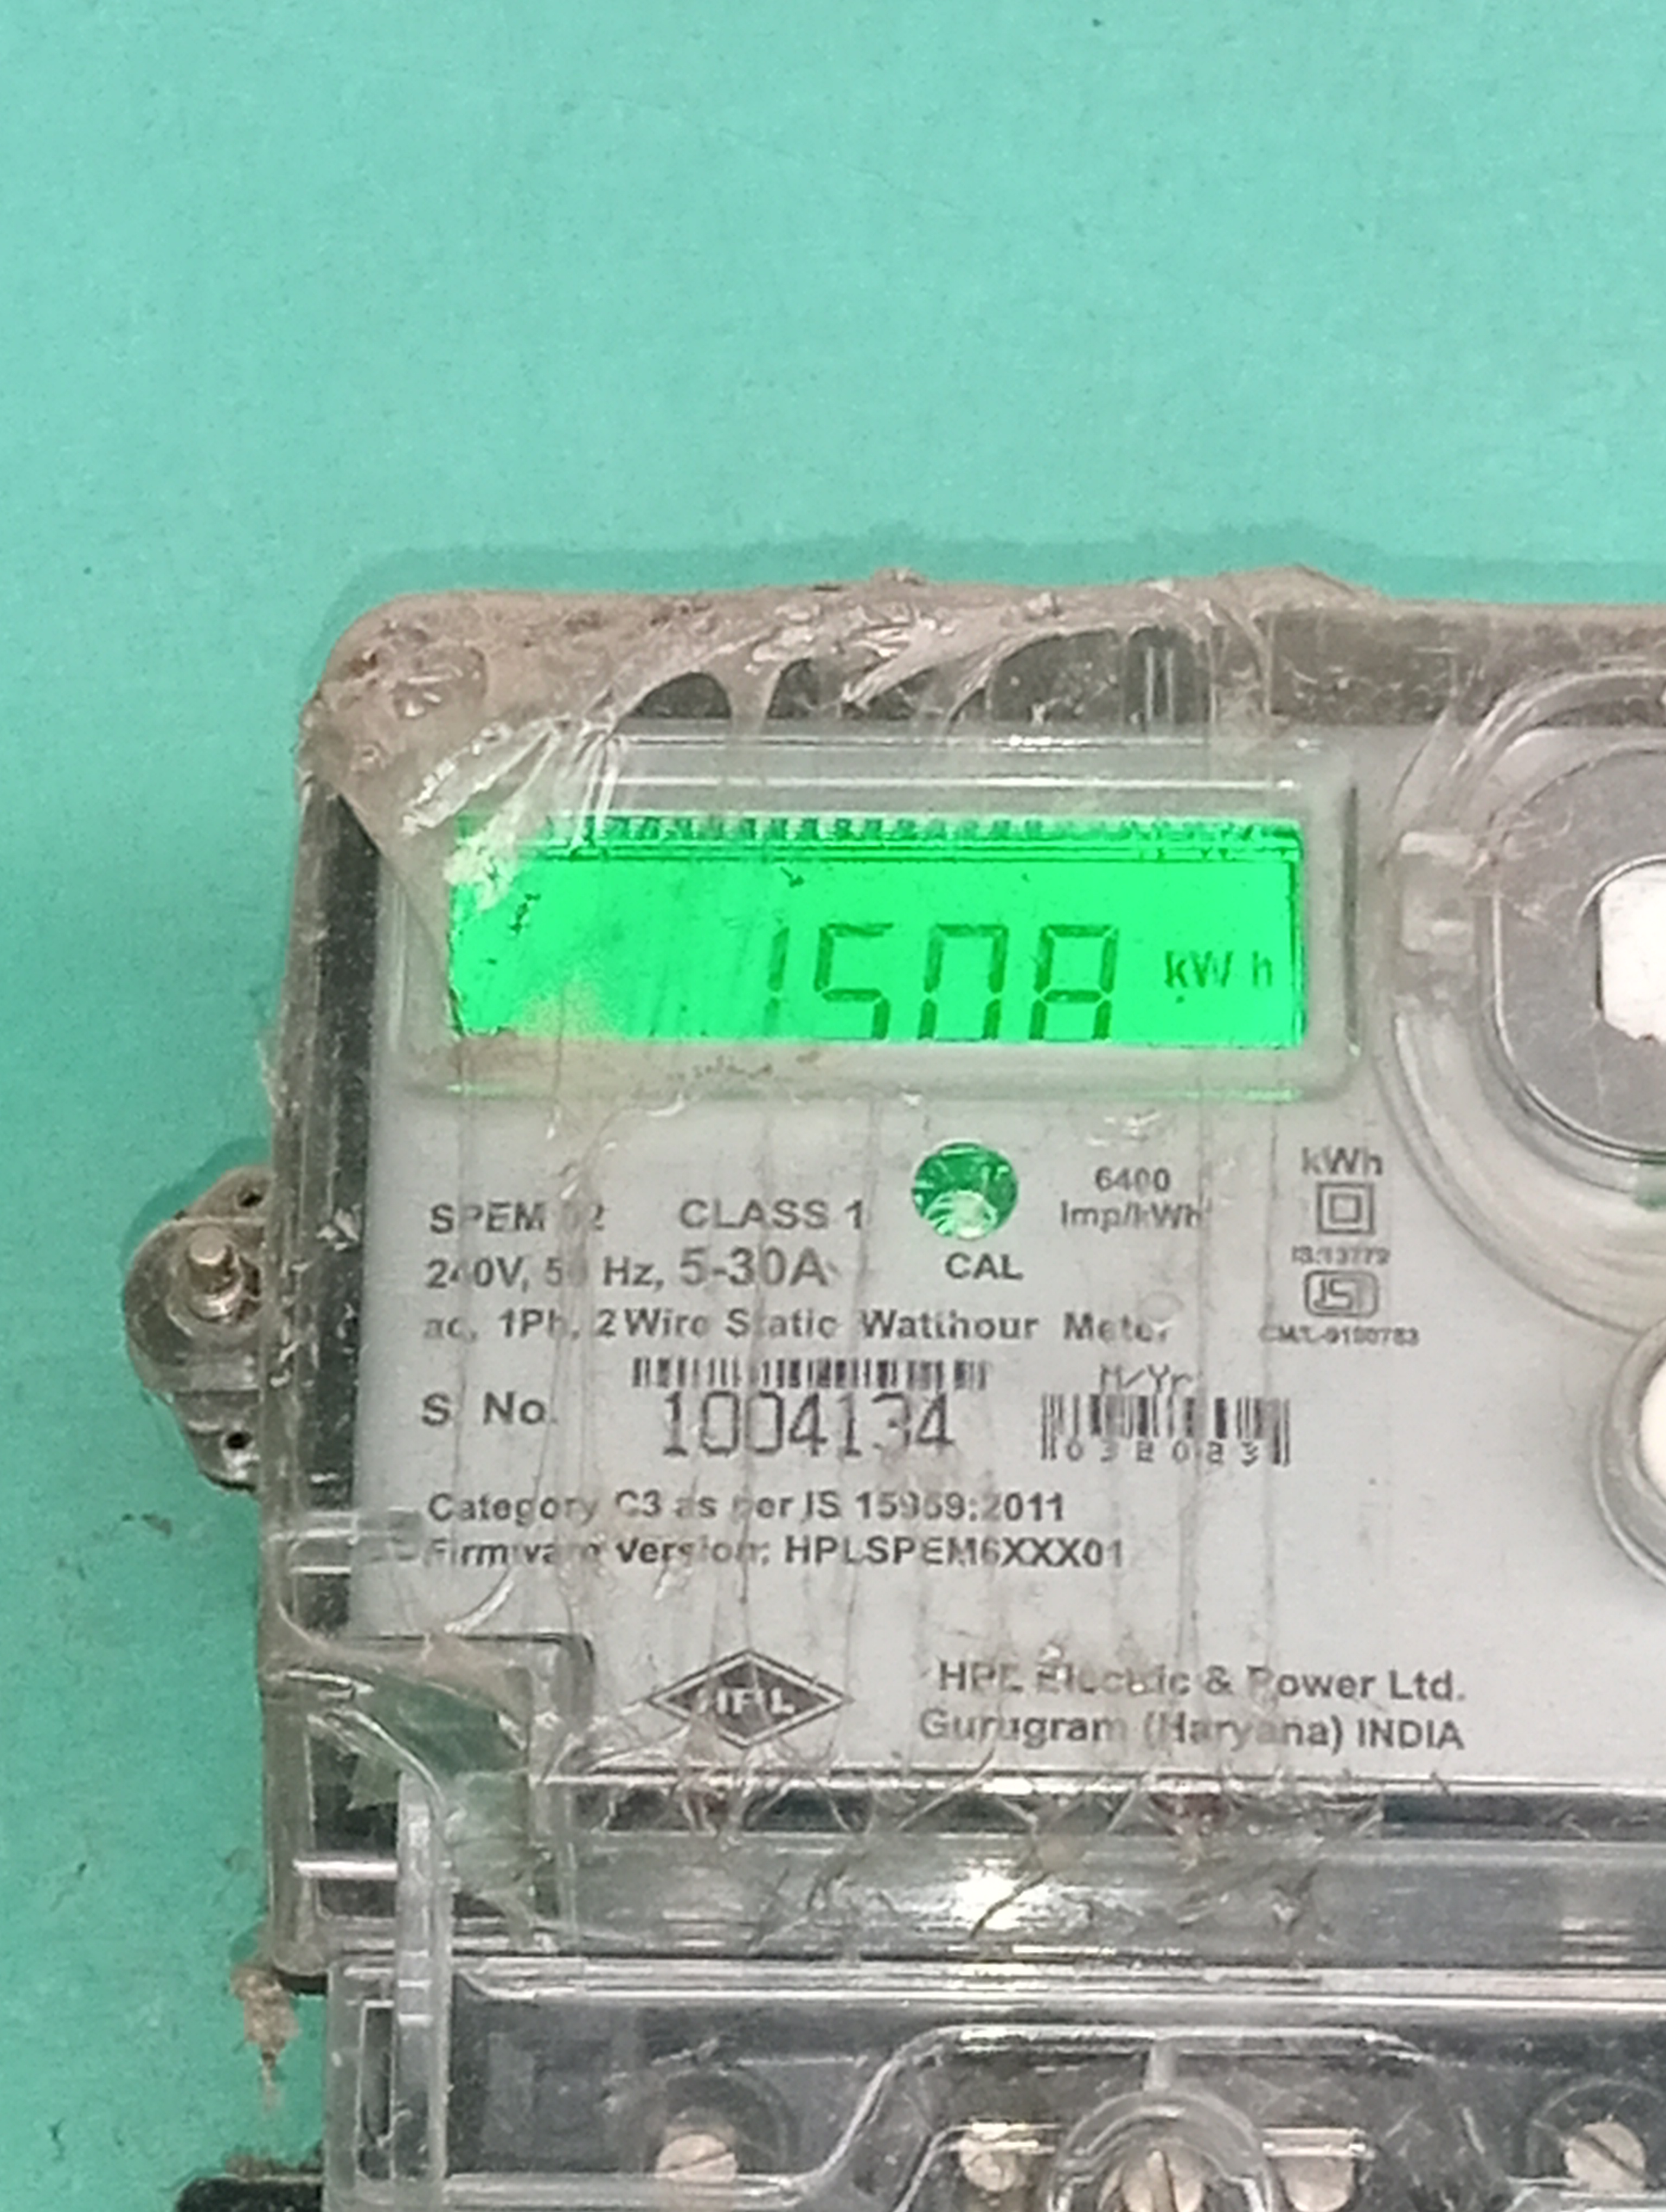 1508 kWh
SPEM 02 CLASS 1
6400
Imp/kWh
kWh
240V, 50 Hz, 5-30A
CAL
IS:13779
ac, 1Ph, 2 Wire Static Watthour Meter
CM/L-9100783
M/Yr
S. No. 1004134
Category C3 as per IS 15959:2011
Firmware Version: HPLSPEM6XXX01
HPL
HPL Electric & Power Ltd.
Gurugram (Haryana) INDIA